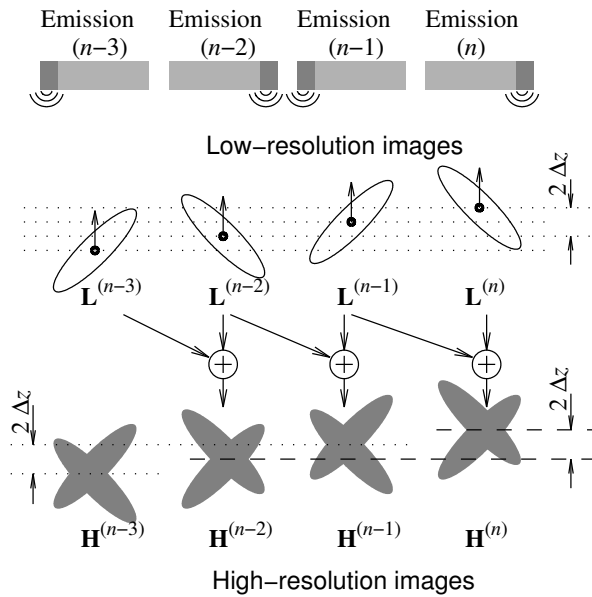 Emission Emission Emission Emission
(n−3) (n−2) (n−1) (n)
Low−resolution images
2 Δz
L(n−3) L(n−2) L(n−1) L(n)
+ + +
2 Δz 2 Δz
H(n−3) H(n−2) H(n−1) H(n)
High−resolution images